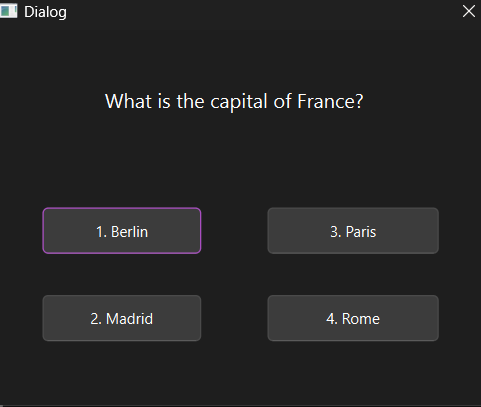 Dialog
What is the capital of France?
1. Berlin
3. Paris
2. Madrid
4. Rome